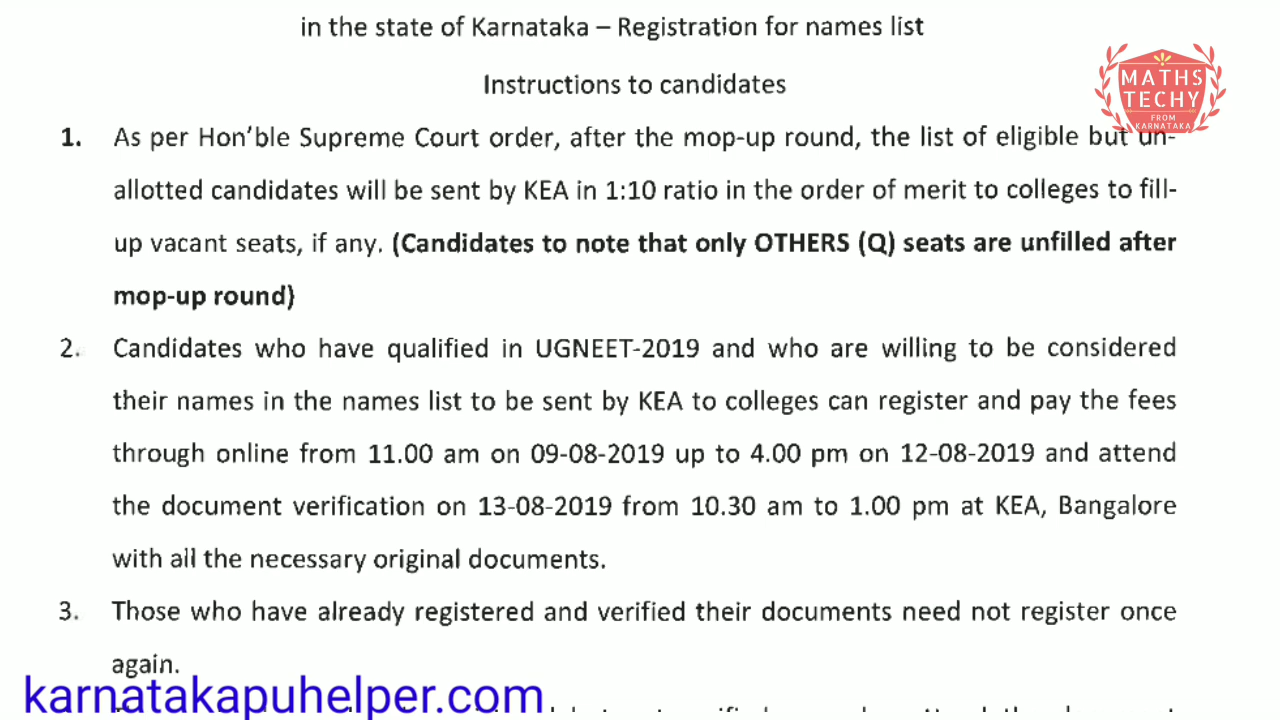 in the state of Karnataka – Registration for names list
Instructions to candidates
MATHS
TECHY
FROM
KARNATAKA
1. As per Hon'ble Supreme Court order, after the mop-up round, the list of eligible but un-
allotted candidates will be sent by KEA in 1:10 ratio in the order of merit to colleges to fill-
up vacant seats, if any. (Candidates to note that only OTHERS (Q) seats are unfilled after
mop-up round)
2. Candidates who have qualified in UGNEET-2019 and who are willing to be considered
their names in the names list to be sent by KEA to colleges can register and pay the fees
through online from 11.00 am on 09-08-2019 up to 4.00 pm on 12-08-2019 and attend
the document verification on 13-08-2019 from 10.30 am to 1.00 pm at KEA, Bangalore
with all the necessary original documents.
3. Those who have already registered and verified their documents need not register once
again.
karnatakapuhelper.com